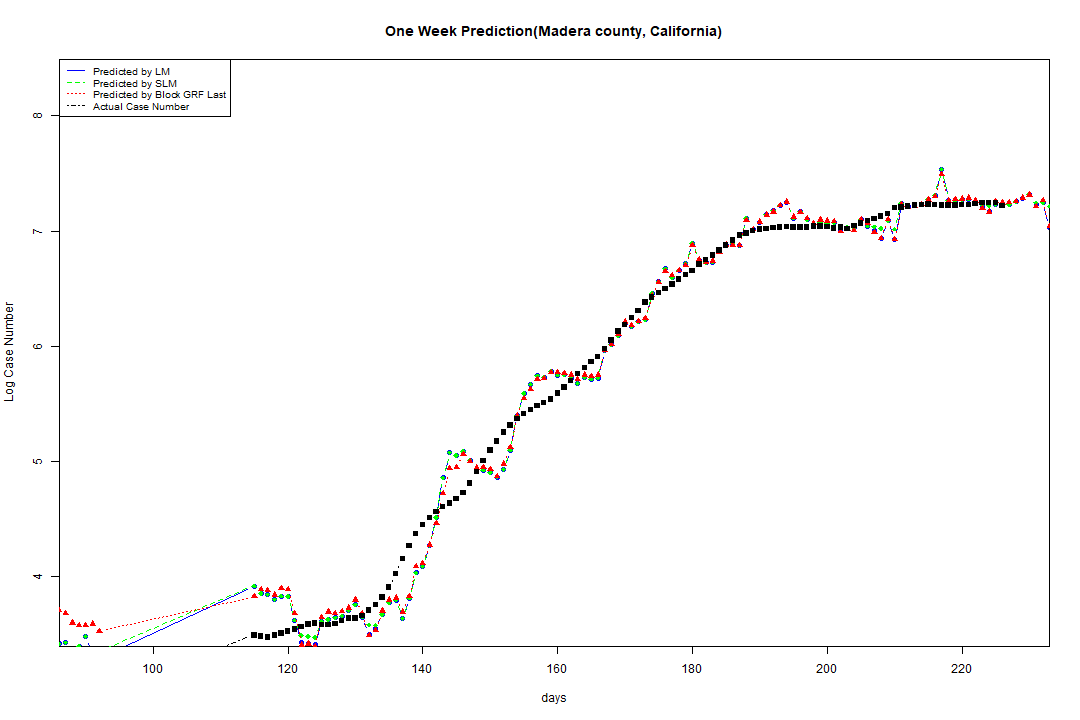 One Week Prediction(Madera county, California)
Predicted by LM
Predicted by SLM
Predicted by Block GRF Last
Actual Case Number
8
7
6
5
4
Log Case Number
100 120 140 160 180 200 220
days